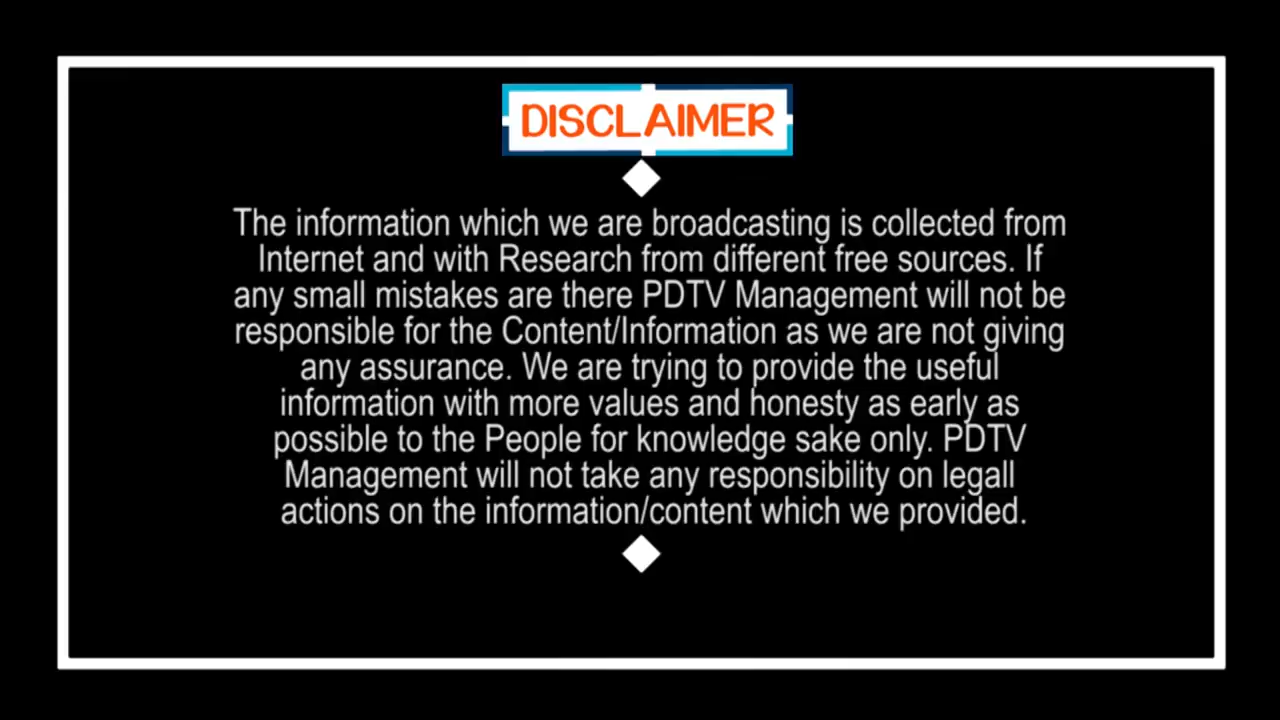 DISCLAIMER
The information which we are broadcasting is collected from
Internet and with Research from different free sources. If
any small mistakes are there PDTV Management will not be
responsible for the Content/Information as we are not giving
any assurance. We are trying to provide the useful
information with more values and honesty as early as
possible to the People for knowledge sake only. PDTV
Management will not take any responsibility on legall
actions on the information/content which we provided.